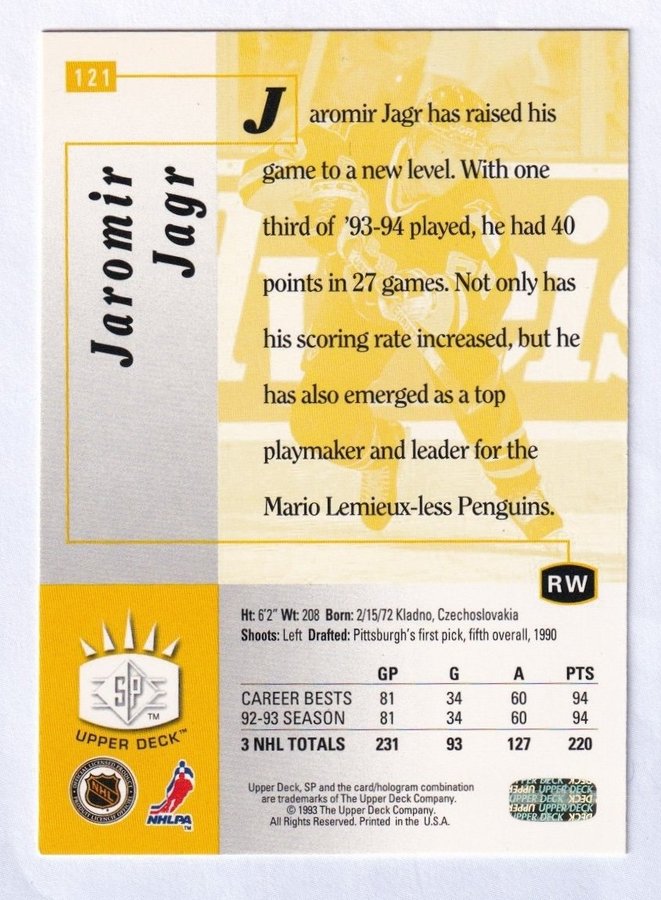 121
Jaromir
Jagr
Jaromir Jagr has raised his
game to a new level. With one
third of '93-94 played, he had 40
points in 27 games. Not only has
his scoring rate increased, but he
has also emerged as a top
playmaker and leader for the
Mario Lemieux-less Penguins.
RW
Ht: 6'2" Wt: 208 Born: 2/15/72 Kladno, Czechoslovakia
Shoots: Left Drafted: Pittsburgh's first pick, fifth overall, 1990
GP G A PTS
CAREER BESTS 81 34 60 94
92-93 SEASON 81 34 60 94
3 NHL TOTALS 231 93 127 220
SP TM
UPPER DECK™
NHL
NHLPA TM
Upper Deck, SP and the card/hologram combination
are trademarks of The Upper Deck Company.
© 1993 The Upper Deck Company.
All Rights Reserved. Printed in the U.S.A.
UPPER DECK